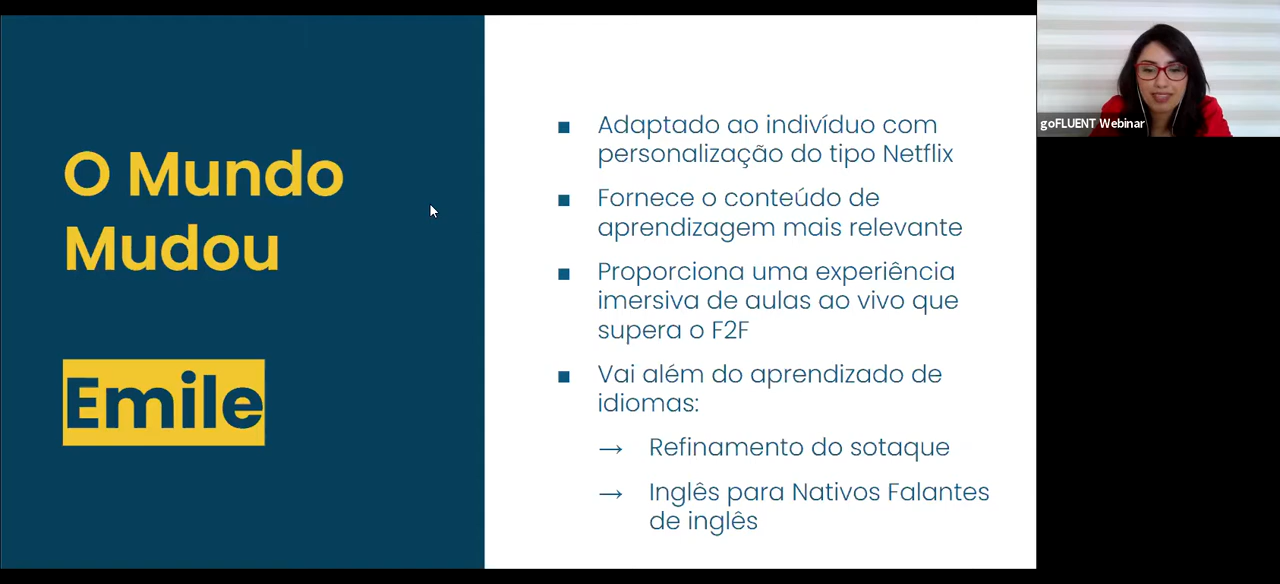 O Mundo
Mudou
Emile
■ Adaptado ao indivíduo com
personalização do tipo Netflix
■ Fornece o conteúdo de
aprendizagem mais relevante
■ Proporciona uma experiência
imersiva de aulas ao vivo que
supera o F2F
■ Vai além do aprendizado de
idiomas:
→ Refinamento do sotaque
→ Inglês para Nativos Falantes
de inglês
goFLUENT Webinar